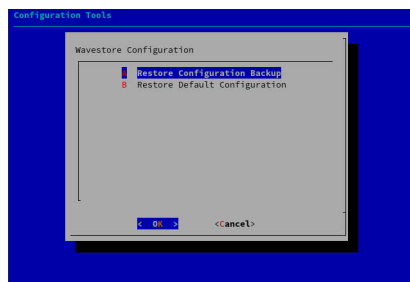 Configuration Tools
Wavestore Configuration
A Restore Configuration Backup
B Restore Default Configuration
< OK > <Cancel>